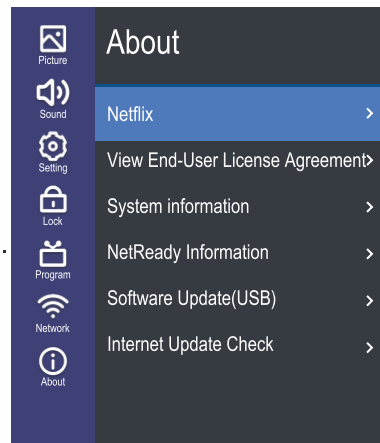 About
Picture
Sound
Setting
Lock
Program
Network
About
Netflix
View End-User License Agreement
System information
NetReady Information
Software Update(USB)
Internet Update Check